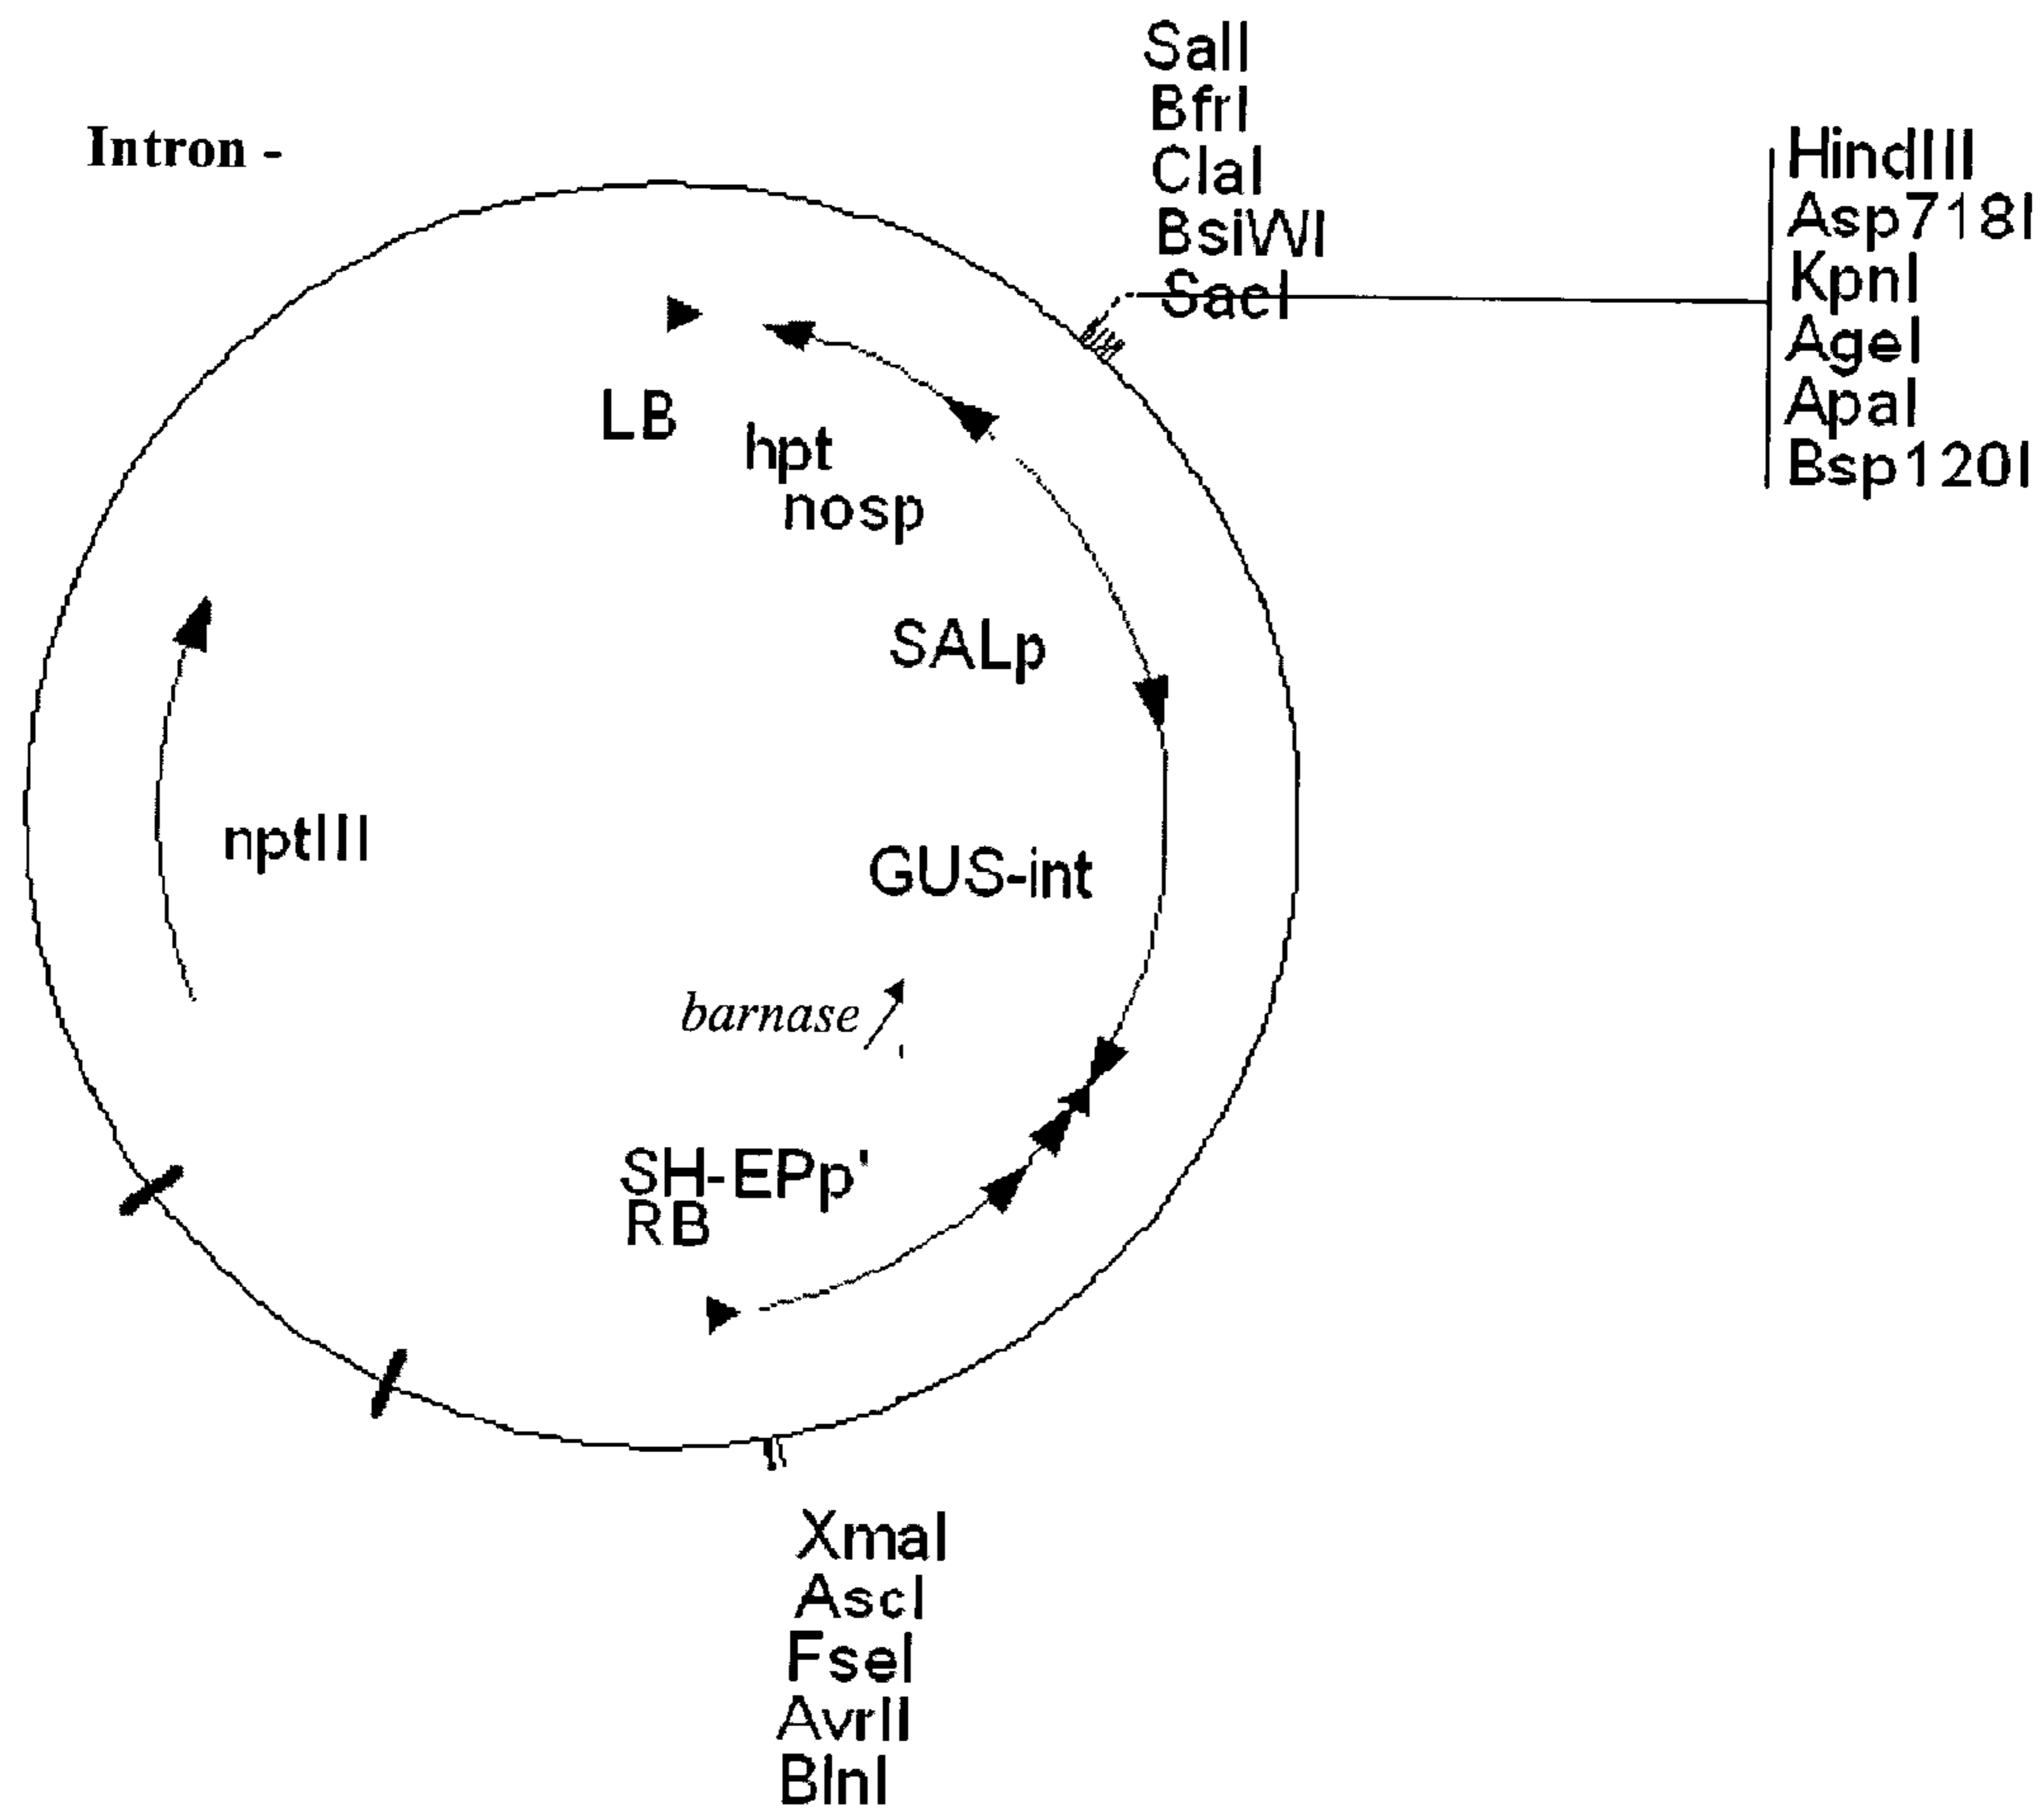 Intron -
SalI
BfrI
ClaI
BsiWI
SacI
HindIII
Asp718I
KpnI
AgeI
ApaI
Bsp120I
LB
hpt
nosp
SALp
nptIII
GUS-int
barnase
SH-EPp'
RB
XmaI
AscI
FseI
AvrII
BlnI